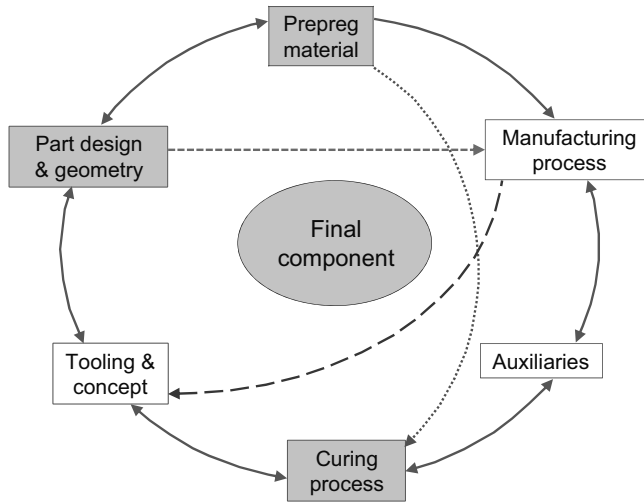 Prepreg
material
Part design
& geometry
Manufacturing
process
Final
component
Tooling &
concept
Auxiliaries
Curing
process